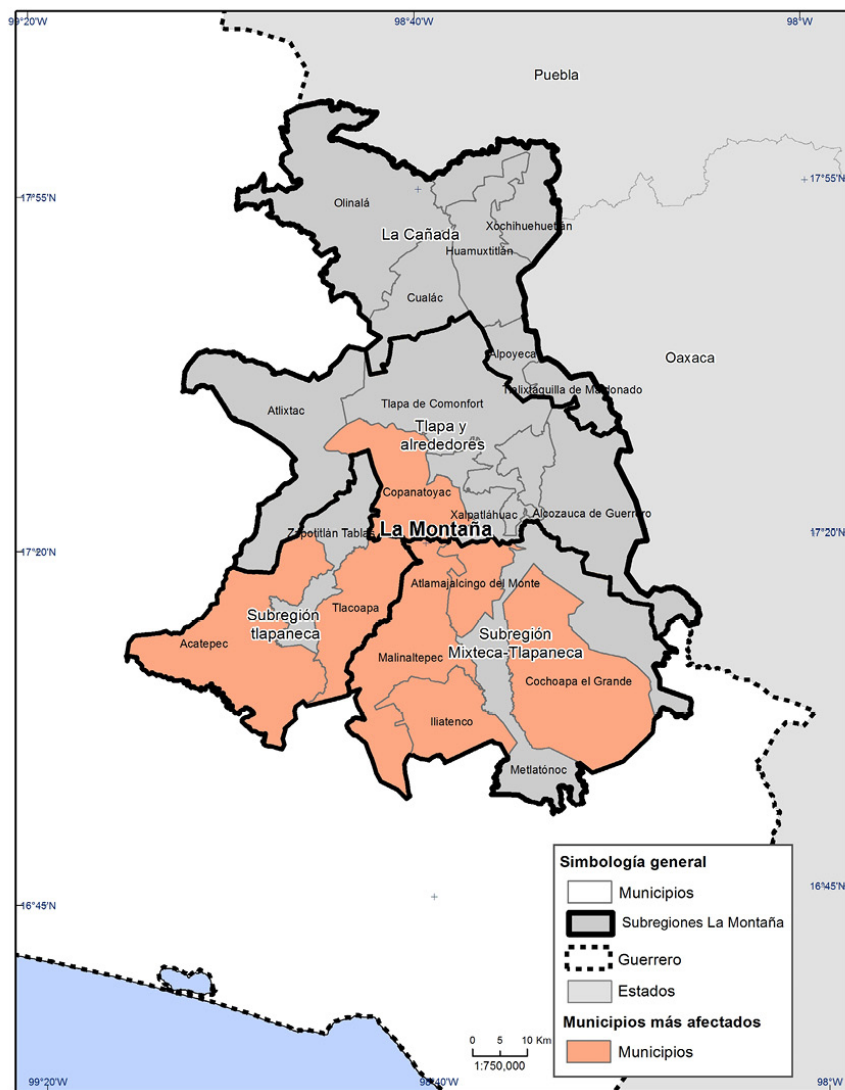 99°20'W
98°40'W
98°W
Puebla
17°55'N
17°55'N
Olinalá
Xochihuehuetlán
La Cañada
Huamuxtitlán
Cualác
Alpoyeca
Oaxaca
Tlalixtaquilla de Maldonado
Atlixtac
Tlapa de Comonfort
Tlapa y
alrededores
Copanatoyac
Xalpatláhuac
Alcozauca de Guerrero
Zapotitlán Tablas
La Montaña
17°20'N
17°20'N
Atlamajalcingo del Monte
Tlacoapa
Subregión
tlapaneca
Acatepec
Subregión
Mixteca-Tlapaneca
Malinaltepec
Cochoapa el Grande
Iliatenco
Metlatónoc
Simbología general
Municipios
Subregiones La Montaña
Guerrero
Estados
Municipios más afectados
Municipios
16°45'N
16°45'N
0 5 10 Km
1:750,000
99°20'W
98°40'W
98°W